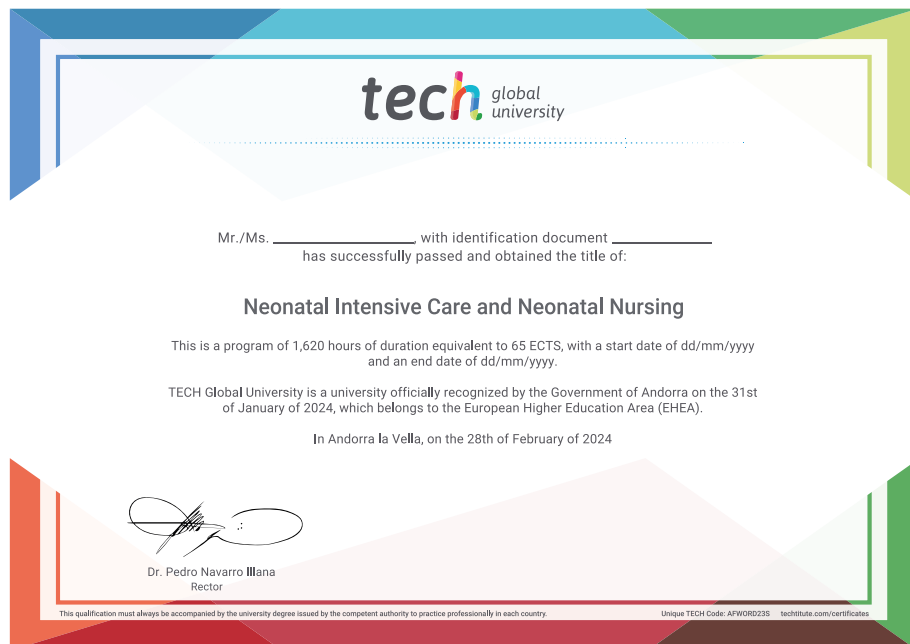 tech global
university
Mr./Ms. ________________, with identification document ___________
has successfully passed and obtained the title of:
Neonatal Intensive Care and Neonatal Nursing
This is a program of 1,620 hours of duration equivalent to 65 ECTS, with a start date of dd/mm/yyyy
and an end date of dd/mm/yyyy.
TECH Global University is a university officially recognized by the Government of Andorra on the 31st
of January of 2024, which belongs to the European Higher Education Area (EHEA).
In Andorra la Vella, on the 28th of February of 2024
Dr. Pedro Navarro Illana
Rector
This qualification must always be accompanied by the university degree issued by the competent authority to practice professionally in each country.
Unique TECH Code: AFWORD23S techtitute.com/certificates